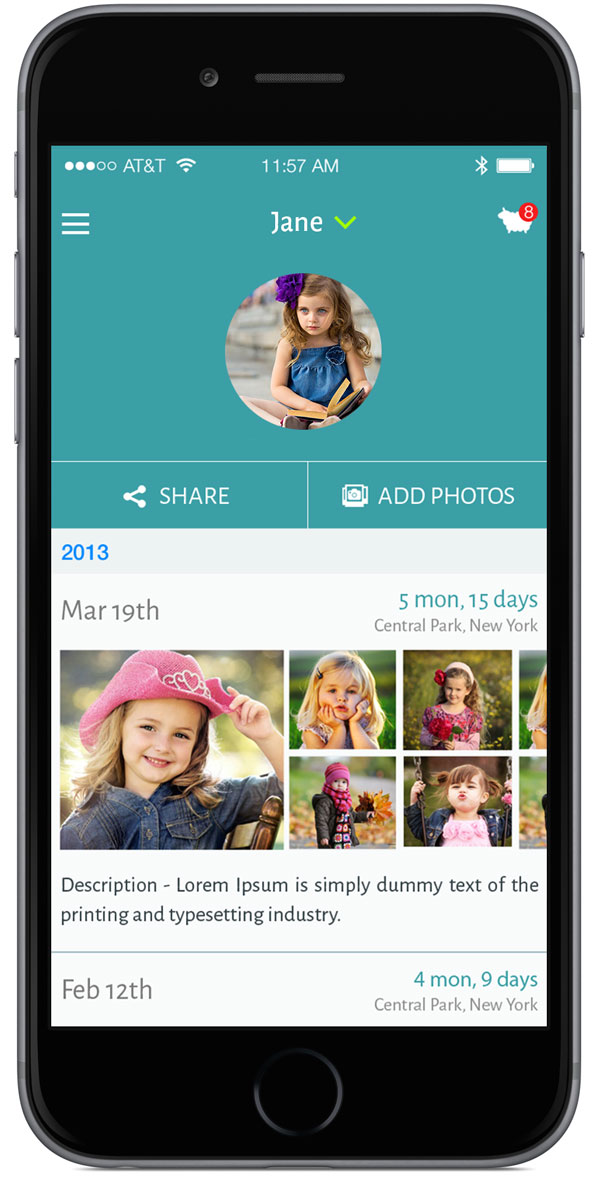 AT&T 11:57 AM
Jane 8
SHARE ADD PHOTOS
2013
Mar 19th 5 mon, 15 days
Central Park, New York
Description - Lorem Ipsum is simply dummy text of the
printing and typesetting industry.
Feb 12th 4 mon, 9 days
Central Park, New York